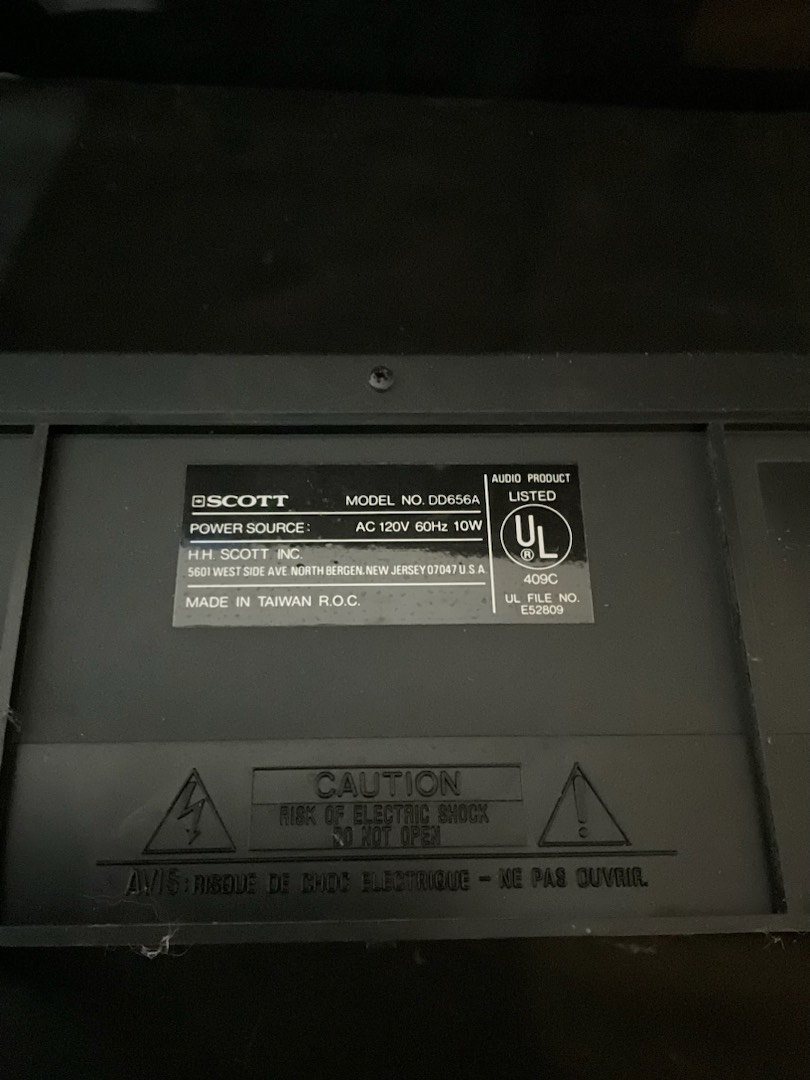 SCOTT MODEL NO. DD656A
POWER SOURCE: AC 120V 60Hz 10W
H.H. SCOTT INC.
5601 WEST SIDE AVE. NORTH BERGEN. NEW JERSEY 07047 U.S.A.
MADE IN TAIWAN R.O.C.
AUDIO PRODUCT
LISTED
UL
®
409C
UL FILE NO.
E52809
CAUTION
RISK OF ELECTRIC SHOCK
DO NOT OPEN
AVIS: RISQUE DE CHOC ELECTRIQUE – NE PAS OUVRIR.